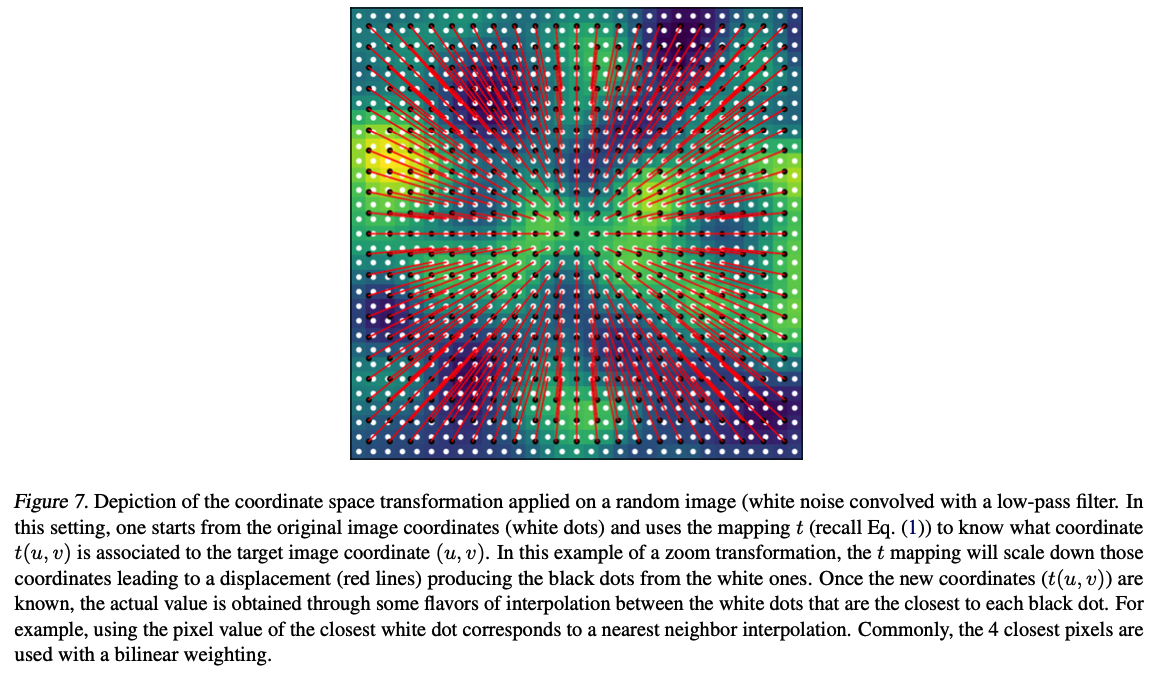 Figure 7. Depiction of the coordinate space transformation applied on a random image (white noise convolved with a low-pass filter. In
this setting, one starts from the original image coordinates (white dots) and uses the mapping t (recall Eq. (1)) to know what coordinate
t(u, v) is associated to the target image coordinate (u, v). In this example of a zoom transformation, the t mapping will scale down those
coordinates leading to a displacement (red lines) producing the black dots from the white ones. Once the new coordinates (t(u, v)) are
known, the actual value is obtained through some flavors of interpolation between the white dots that are the closest to each black dot. For
example, using the pixel value of the closest white dot corresponds to a nearest neighbor interpolation. Commonly, the 4 closest pixels are
used with a bilinear weighting.